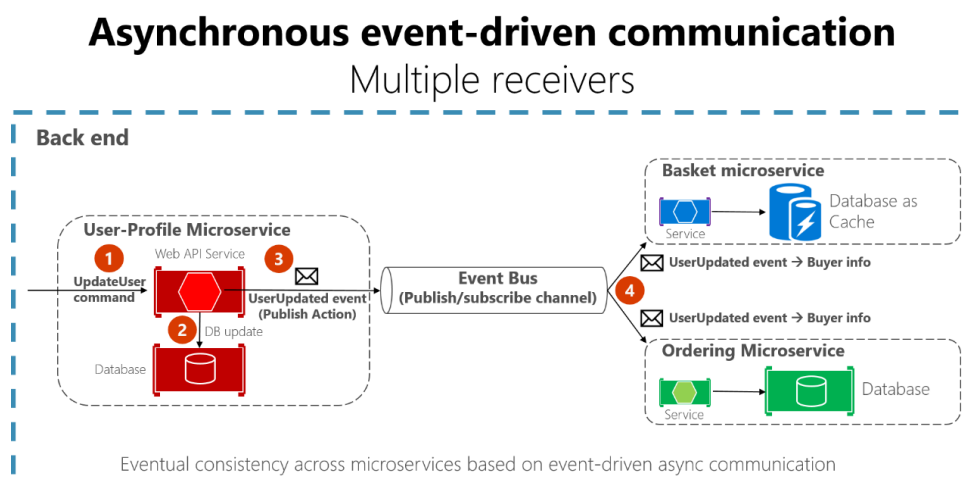 Asynchronous event-driven communication
Multiple receivers
Back end
User-Profile Microservice
Web API Service
1
UpdateUser
command
3
UserUpdated event
(Publish Action)
2
DB update
Database
Event Bus
(Publish/subscribe channel)
4
Basket microservice
Service
Database as
Cache
UserUpdated event → Buyer info
UserUpdated event → Buyer info
Ordering Microservice
Service
Database
Eventual consistency across microservices based on event-driven async communication